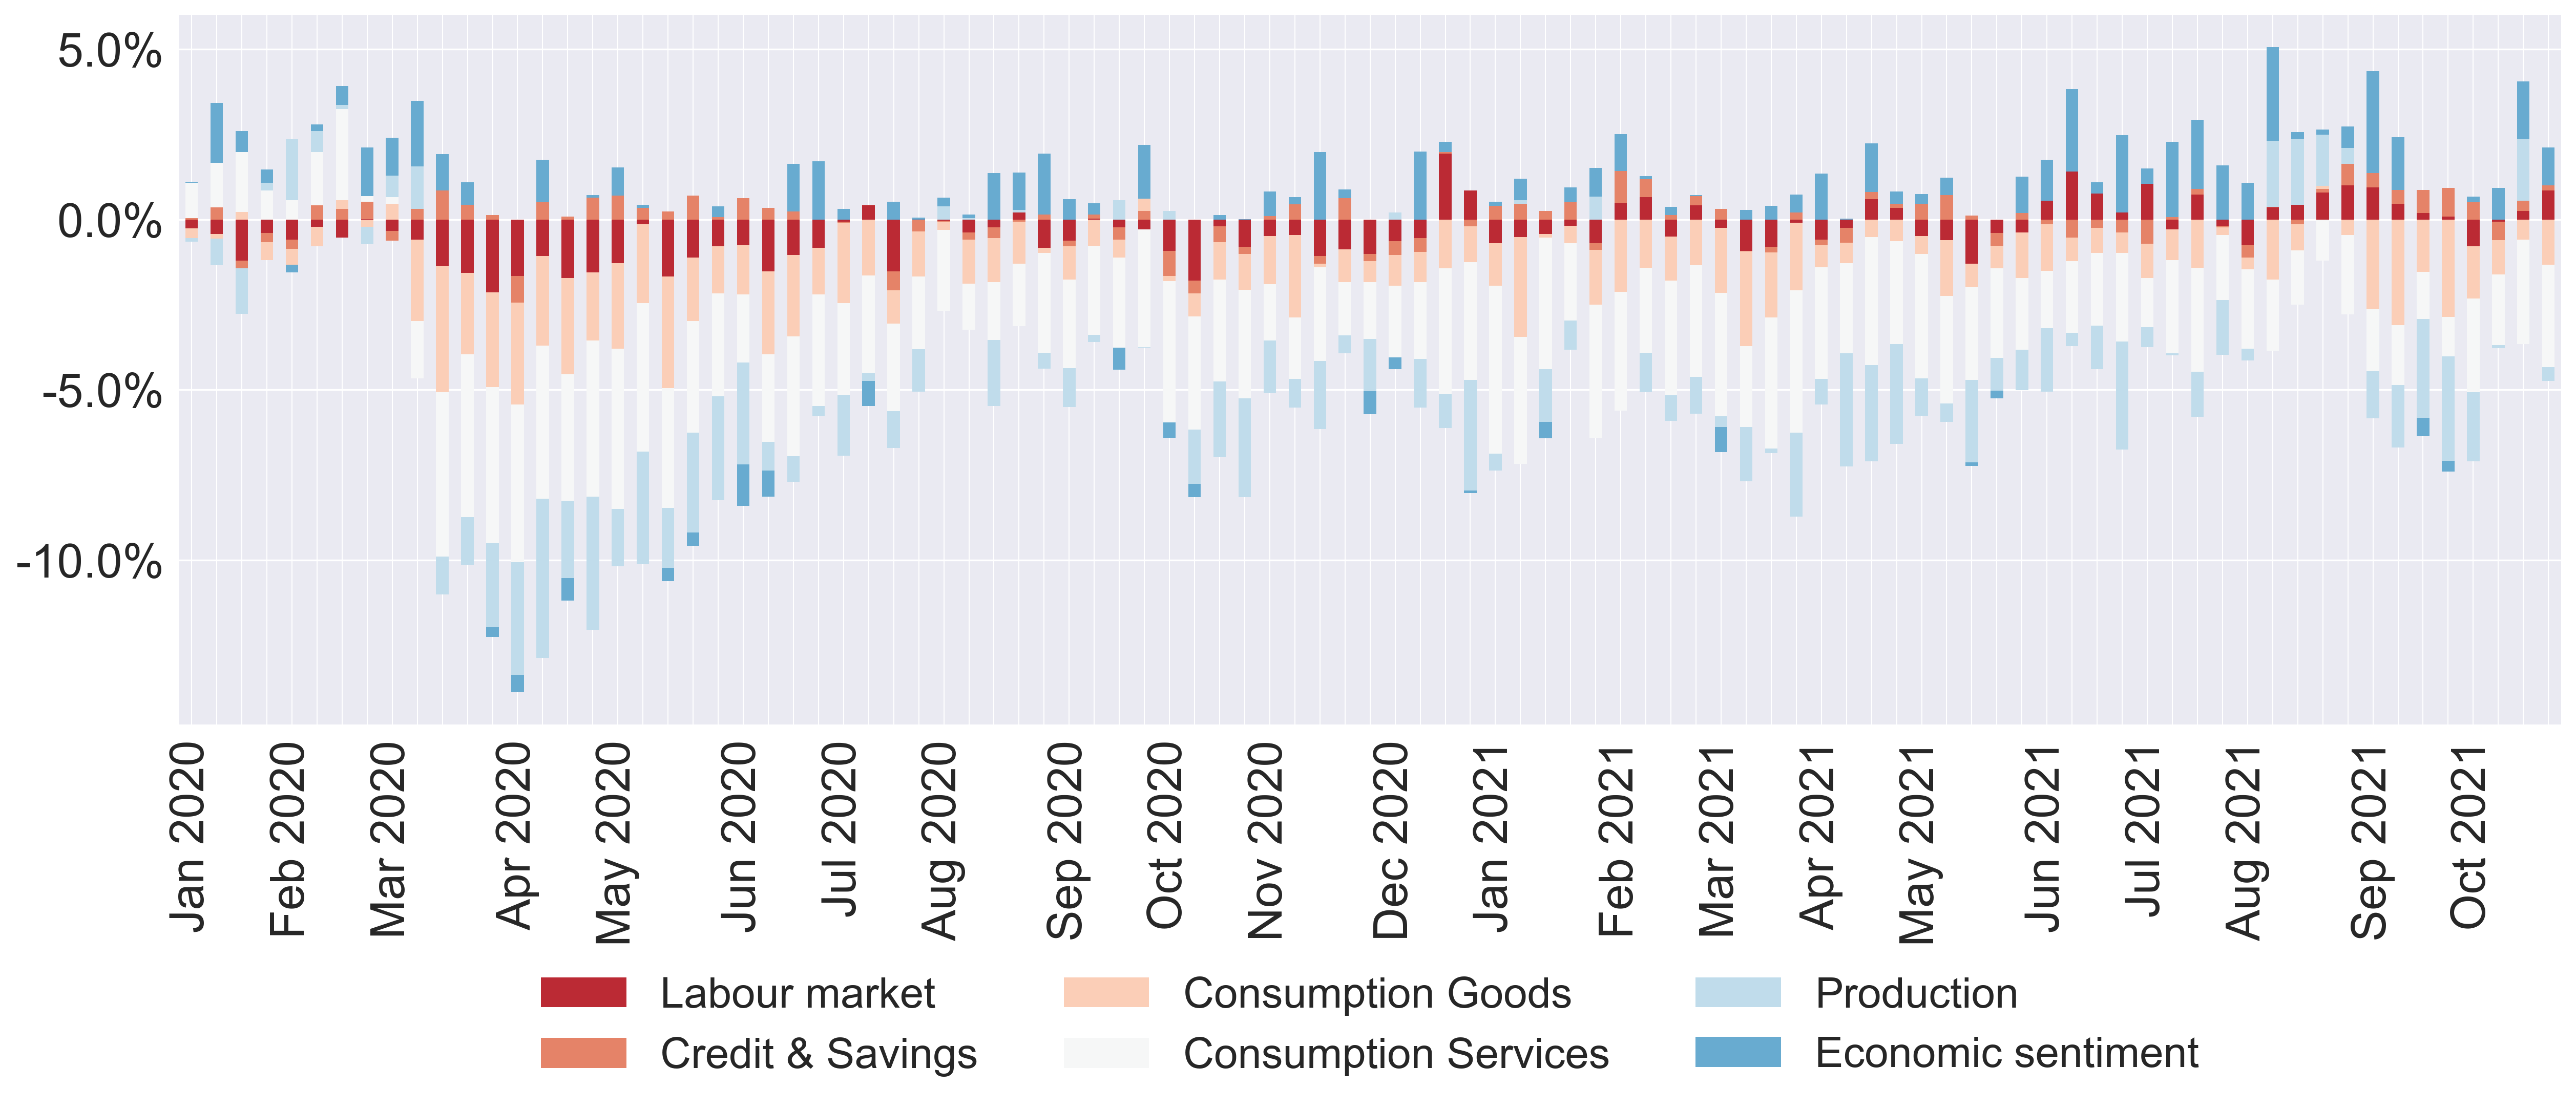 5.0%
0.0%
-5.0%
-10.0%
Jan 2020
Feb 2020
Mar 2020
Apr 2020
May 2020
Jun 2020
Jul 2020
Aug 2020
Sep 2020
Oct 2020
Nov 2020
Dec 2020
Jan 2021
Feb 2021
Mar 2021
Apr 2021
May 2021
Jun 2021
Jul 2021
Aug 2021
Sep 2021
Oct 2021
Labour market
Credit & Savings
Consumption Goods
Consumption Services
Production
Economic sentiment